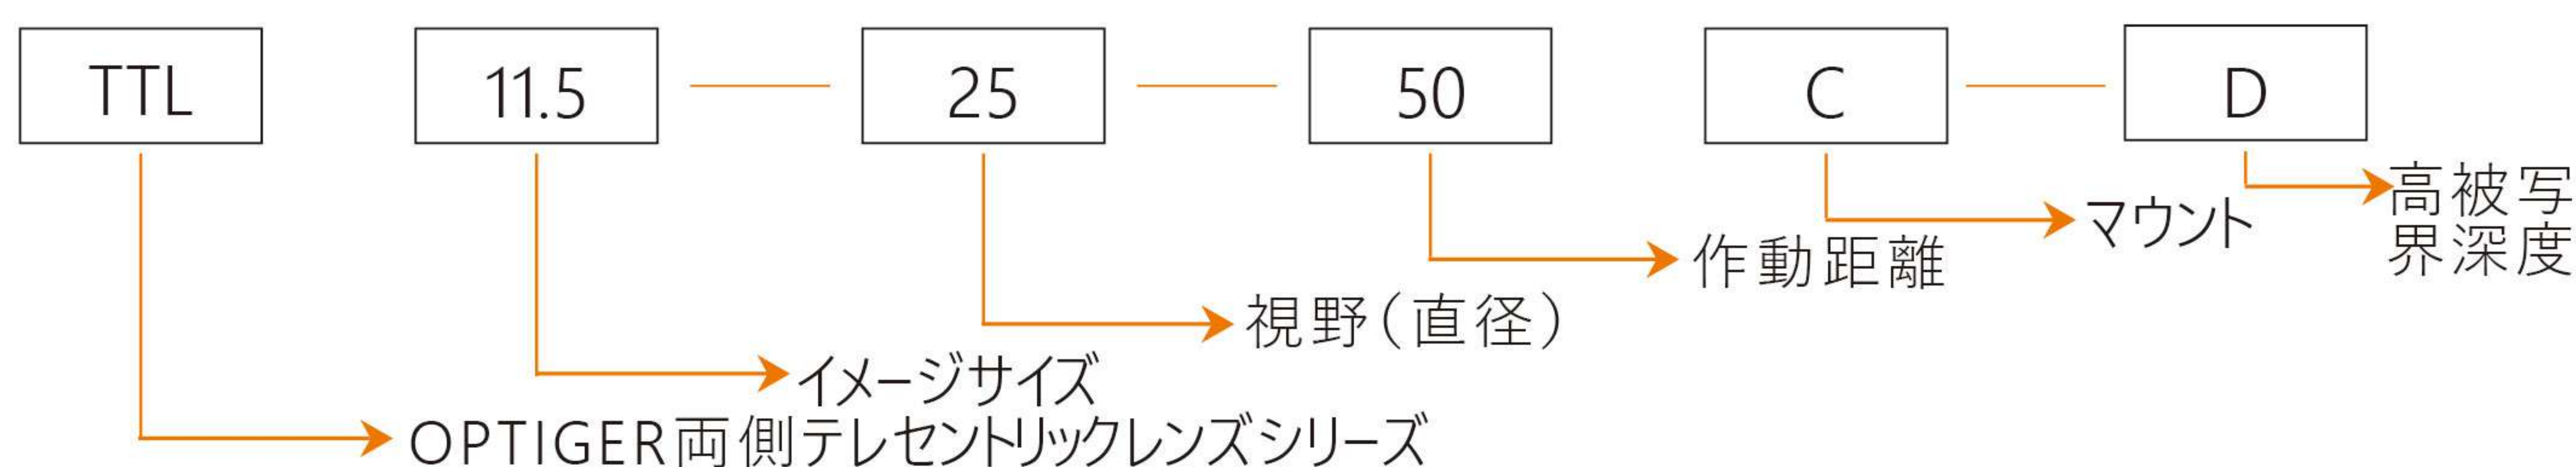 TTL 11.5 25 50 C D
高被写
界深度
マウント
作動距離
視野(直径)
イメージサイズ
OPTIGER両側テレセントリックレンズシリーズ